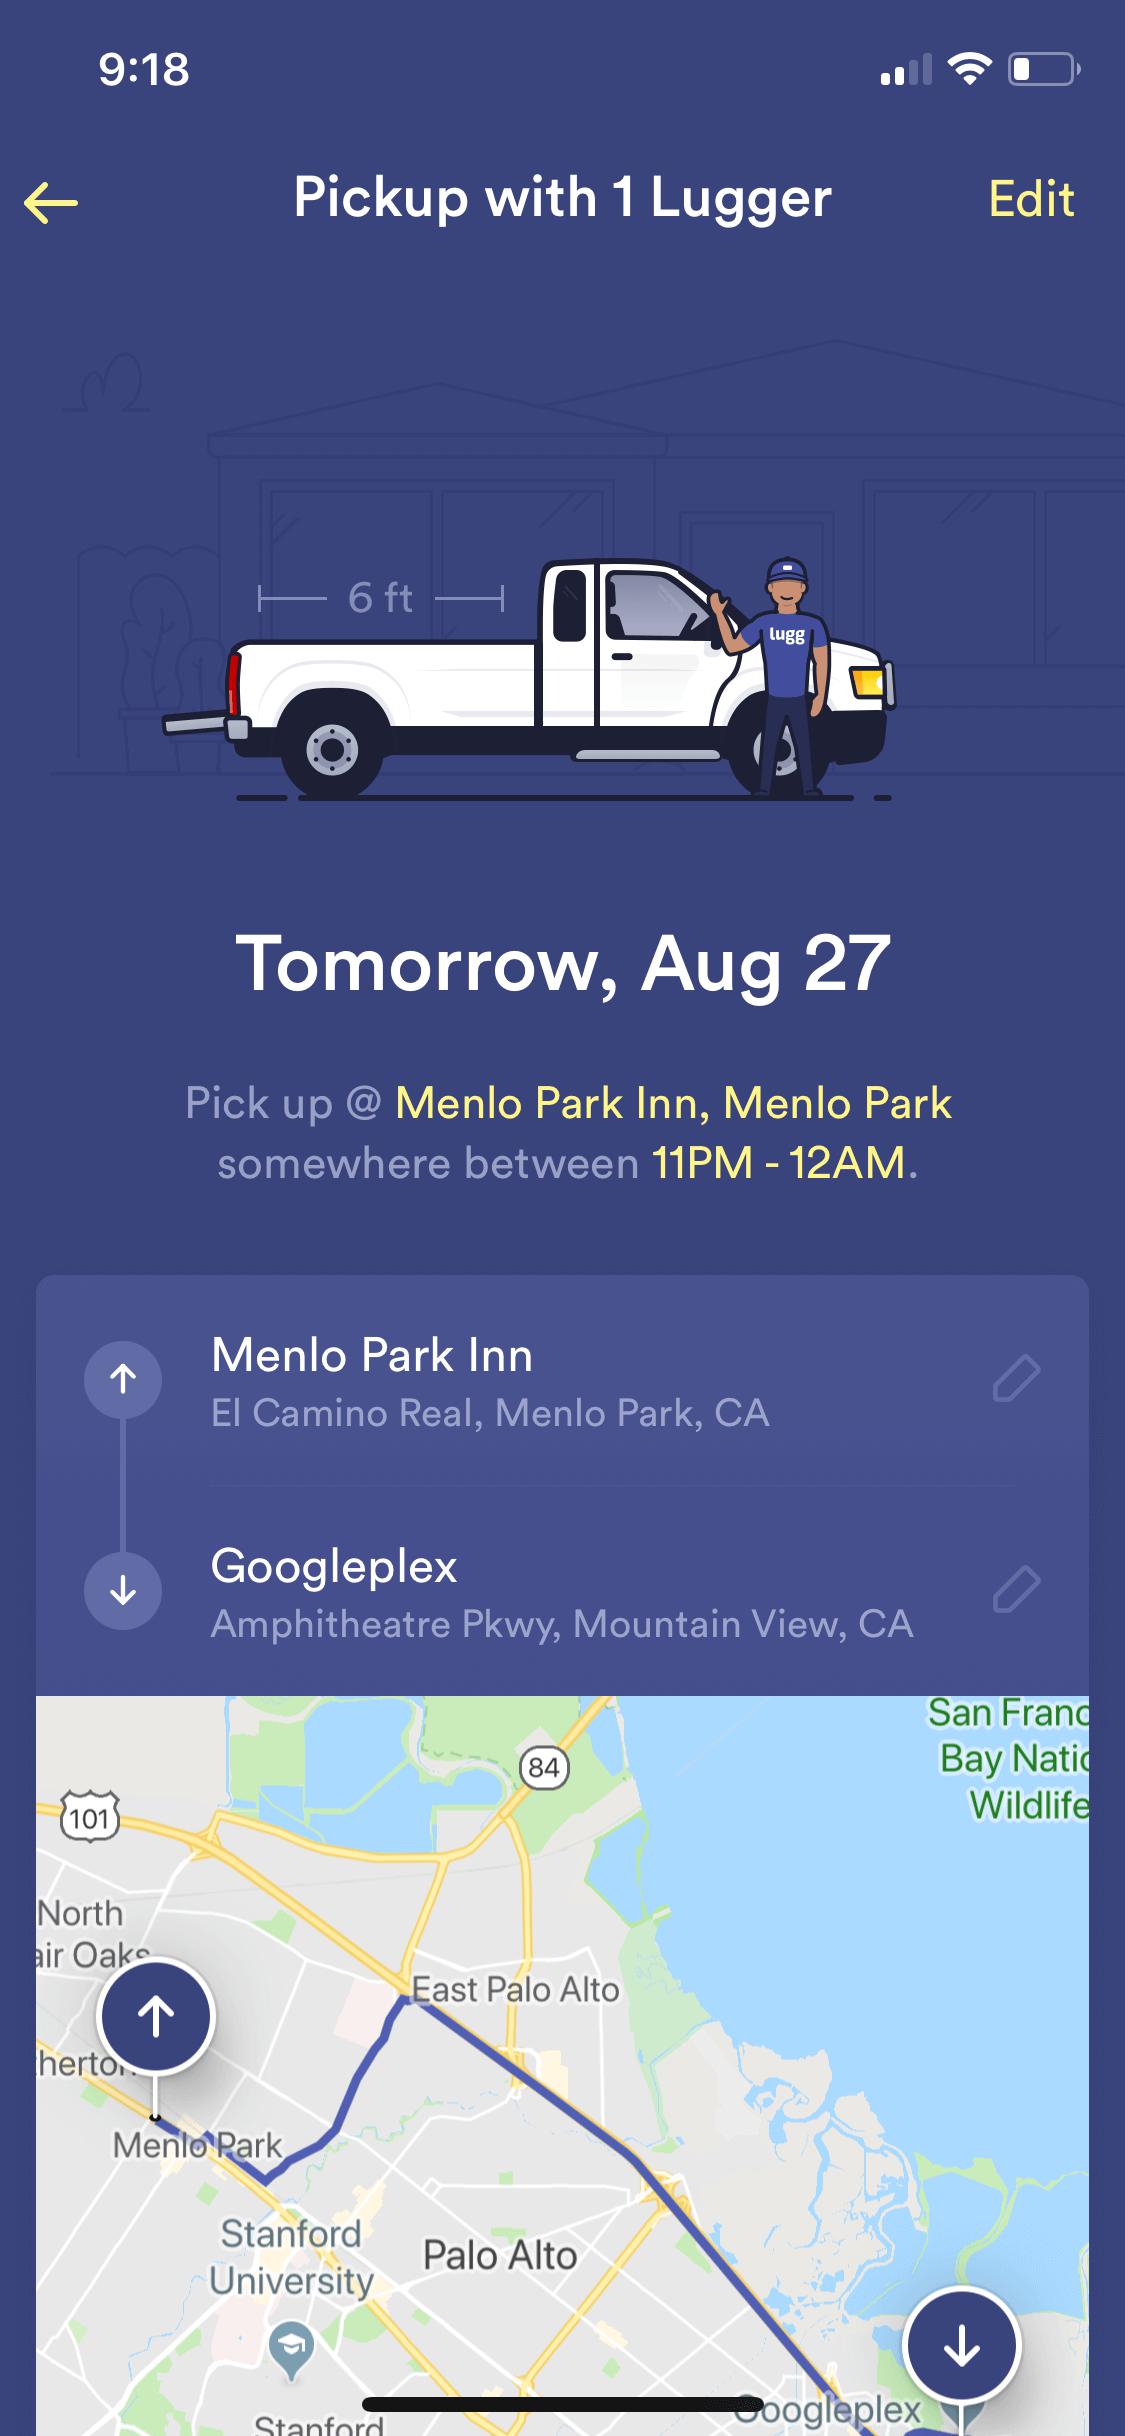 9:18
Pickup with 1 Lugger
Edit
6 ft
lugg
Tomorrow, Aug 27
Pick up @ Menlo Park Inn, Menlo Park
somewhere between 11PM - 12AM.
Menlo Park Inn
El Camino Real, Menlo Park, CA
Googleplex
Amphitheatre Pkwy, Mountain View, CA
San Franc
Bay Natio
Wildlife
84
101
North
air Oaks
East Palo Alto
herton
Menlo Park
Stanford
University
Palo Alto
Googleplex
Stanford